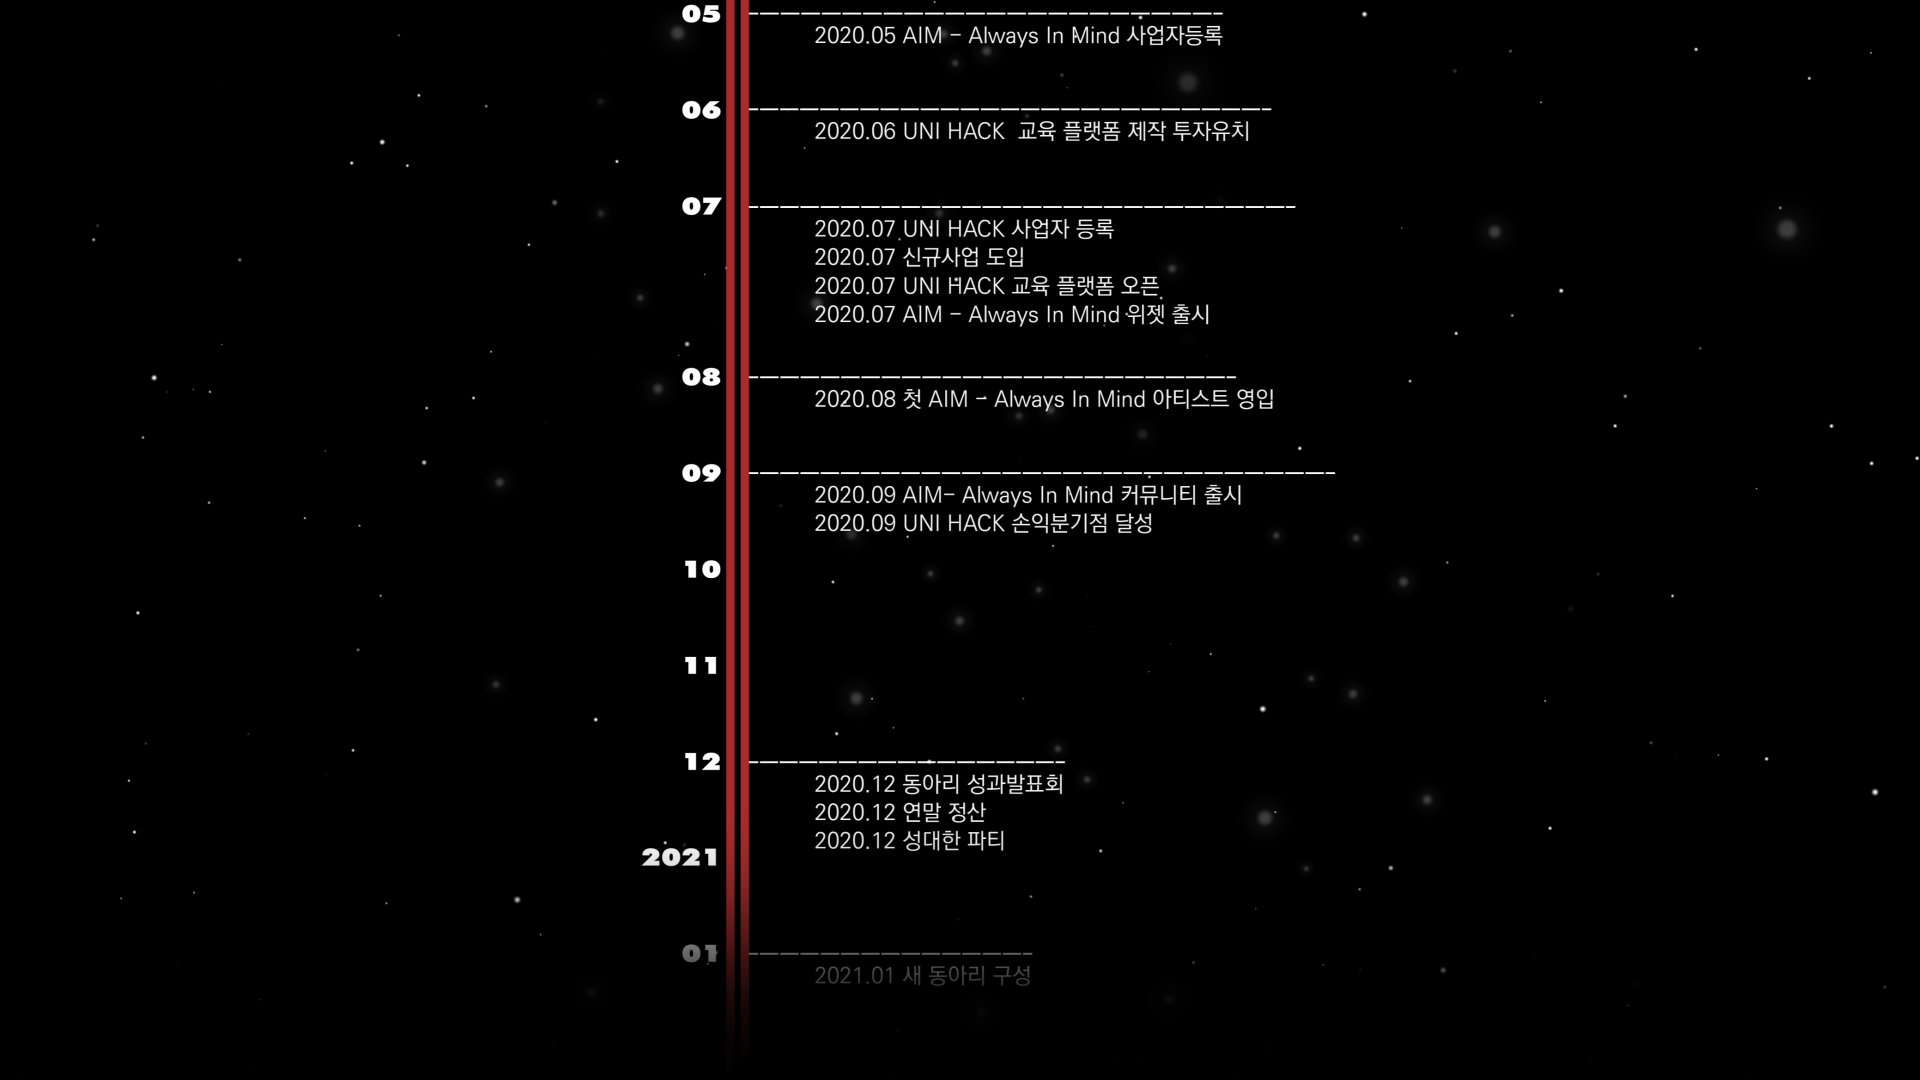 05
2020.05 AIM - Always In Mind 사업자등록
06
2020.06 UNI HACK 교육 플랫폼 제작 투자유치
07
2020.07 UNI HACK 사업자 등록
2020.07 신규사업 도입
2020.07 UNI HACK 교육 플랫폼 오픈
2020.07 AIM - Always In Mind 위젯 출시
08
2020.08 첫 AIM - Always In Mind 아티스트 영입
09
2020.09 AIM- Always In Mind 커뮤니티 출시
2020.09 UNI HACK 손익분기점 달성
10
11
12
2020.12 동아리 성과발표회
2020.12 연말 정산
2020.12 성대한 파티
2021
01
2021.01 새 동아리 구성